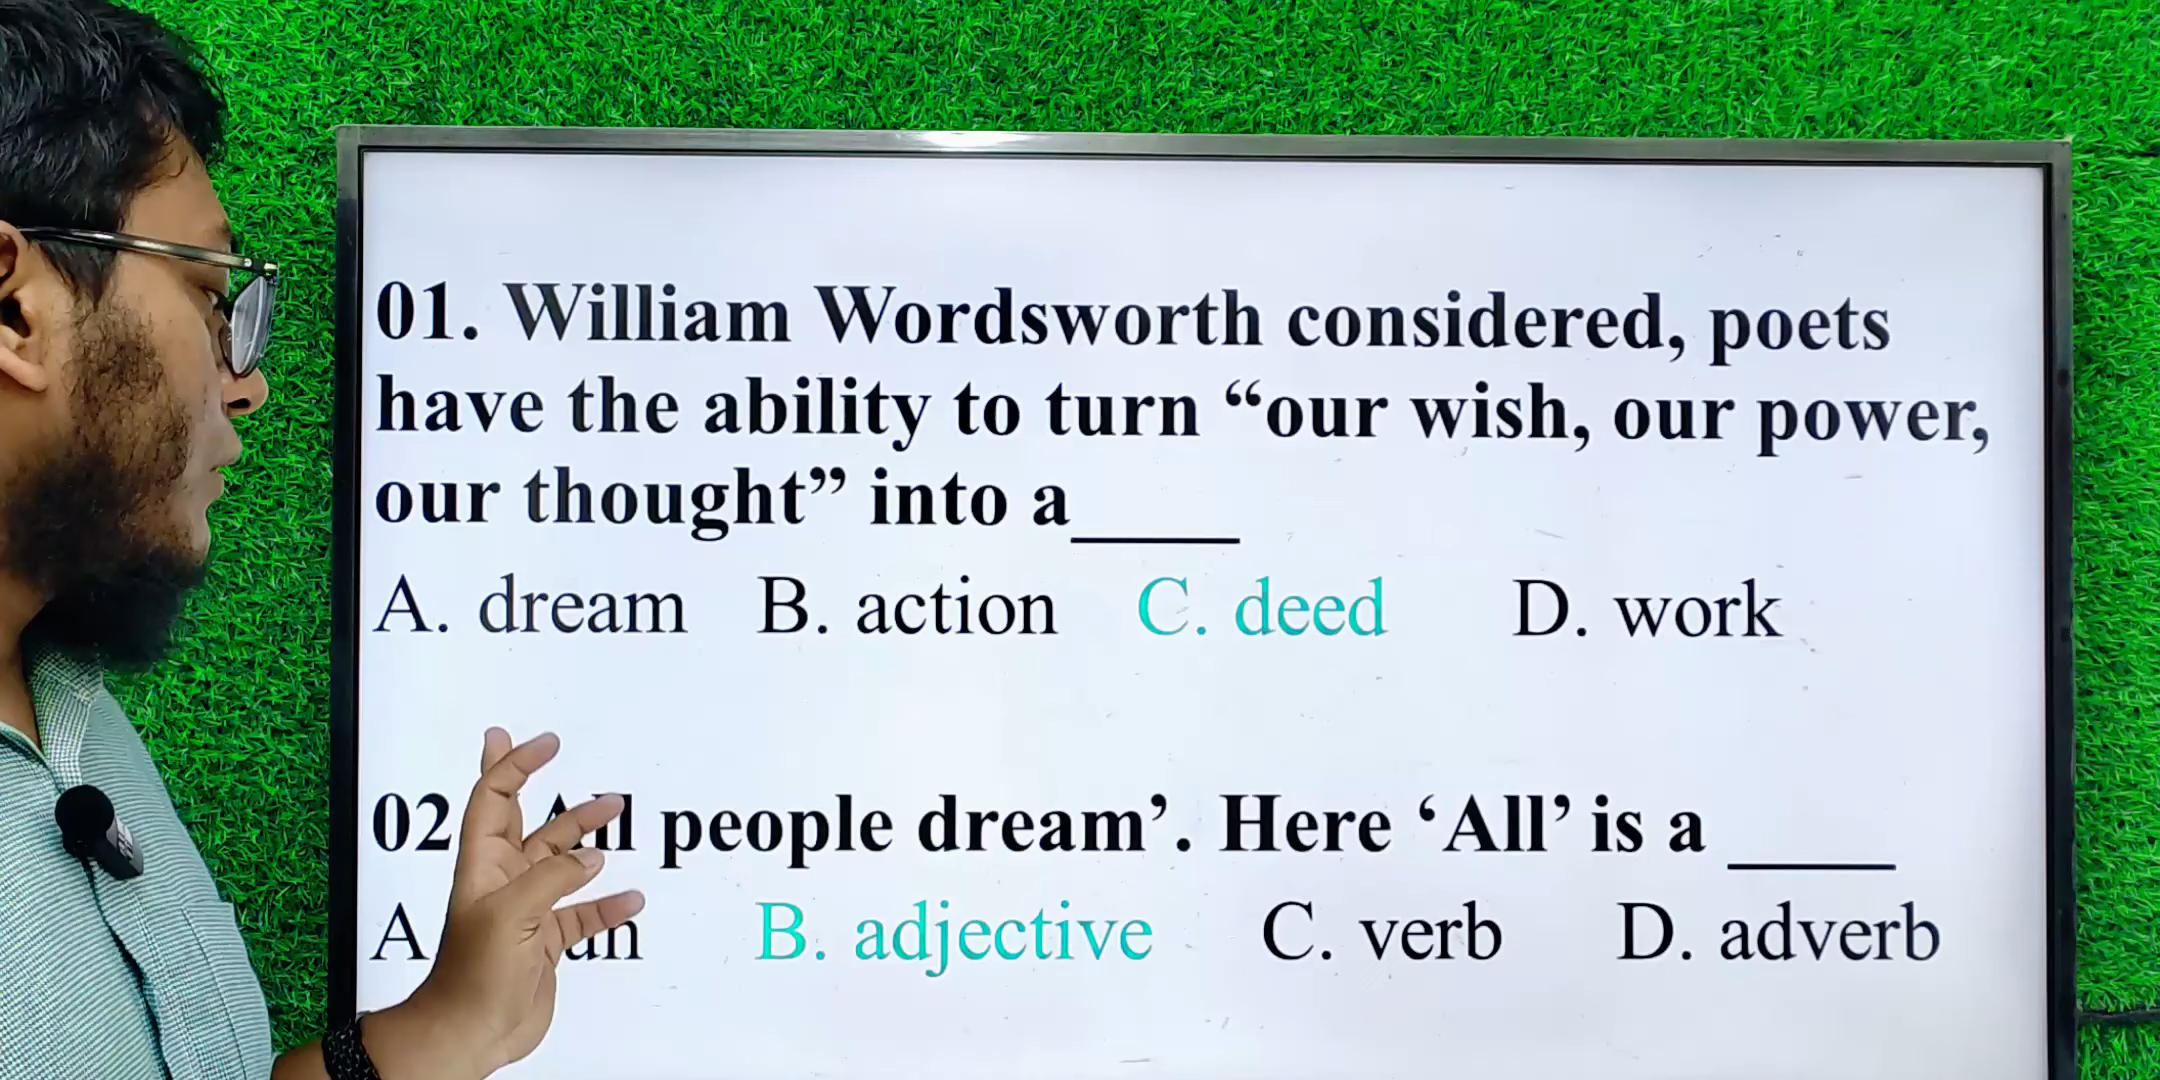 01. William Wordsworth considered, poets
have the ability to turn “our wish, our power,
our thought” into a____
A. dream B. action C. deed D. work
02 people dream’. Here ‘All’ is a ____
A B. adjective C. verb D. adverb